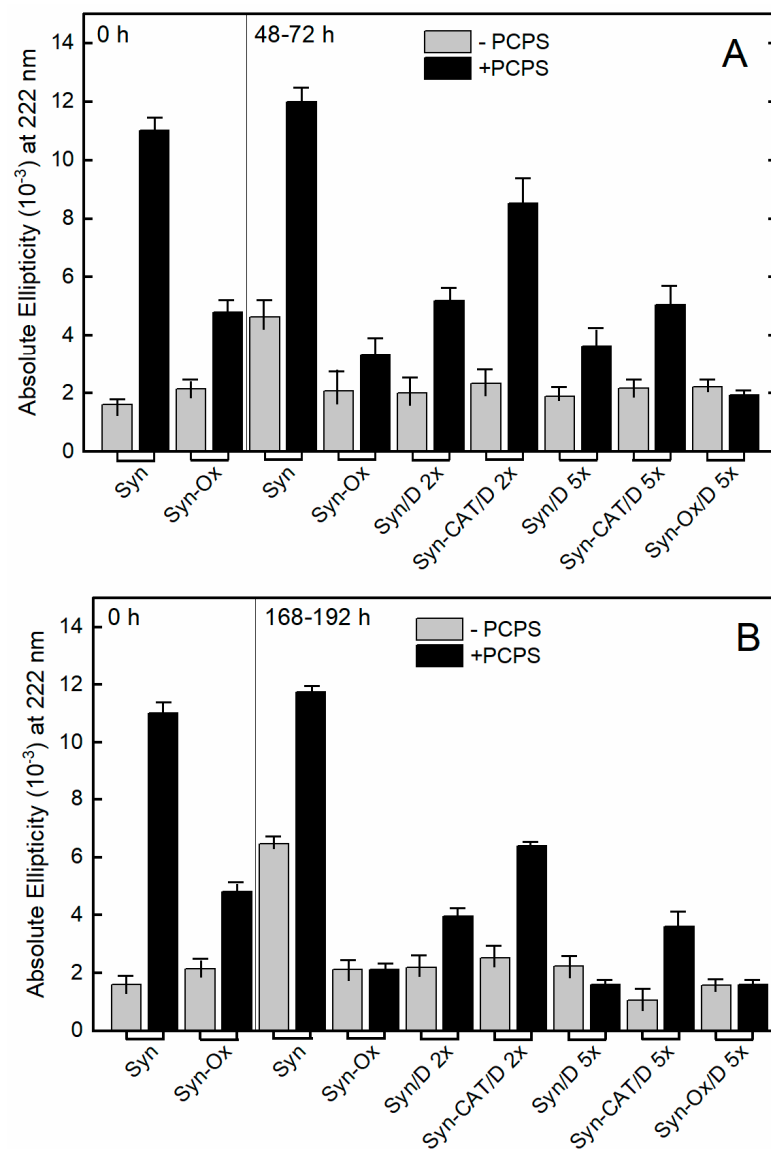 0 h
48-72 h
- PCPS
+PCPS
A
14
12
10
8
6
4
2
0
Absolute Ellipticity (10-3) at 222 nm
Syn
Syn-Ox
Syn
Syn-Ox
Syn/D 2x
Syn-CAT/D 2x
Syn/D 5x
Syn-CAT/D 5x
Syn-Ox/D 5x
0 h
168-192 h
- PCPS
+PCPS
B
14
12
10
8
6
4
2
0
Absolute Ellipticity (10-3) at 222 nm
Syn
Syn-Ox
Syn
Syn-Ox
Syn/D 2x
Syn-CAT/D 2x
Syn/D 5x
Syn-CAT/D 5x
Syn-Ox/D 5x